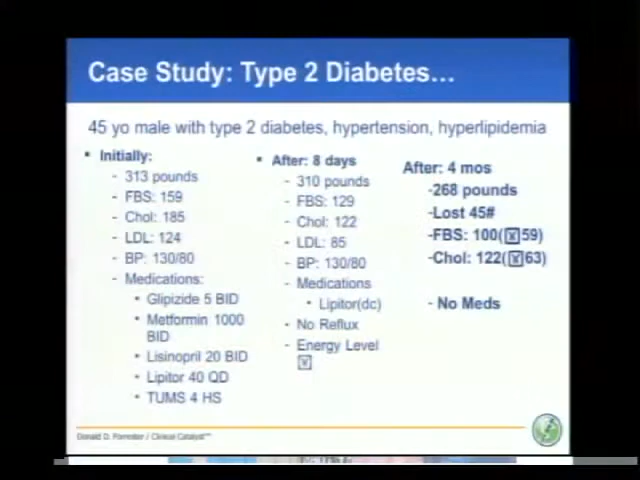 Case Study: Type 2 Diabetes…
45 yo male with type 2 diabetes, hypertension, hyperlipidemia
▪ Initially:
- 313 pounds
- FBS: 159
- Chol: 185
- LDL: 124
- BP: 130/80
- Medications:
• Glipizide 5 BID
• Metformin 1000
BID
• Lisinopril 20 BID
• Lipitor 40 QD
• TUMS 4 HS
▪ After: 8 days
- 310 pounds
- FBS: 129
- Chol: 122
- LDL: 85
- BP: 130/80
- Medications
• Lipitor(dc)
- No Reflux
- Energy Level
After: 4 mos
-268 pounds
-Lost 45#
-FBS: 100(59)
-Chol: 122(63)
- No Meds
Donald D. Forrester / Clinical Catalyst™